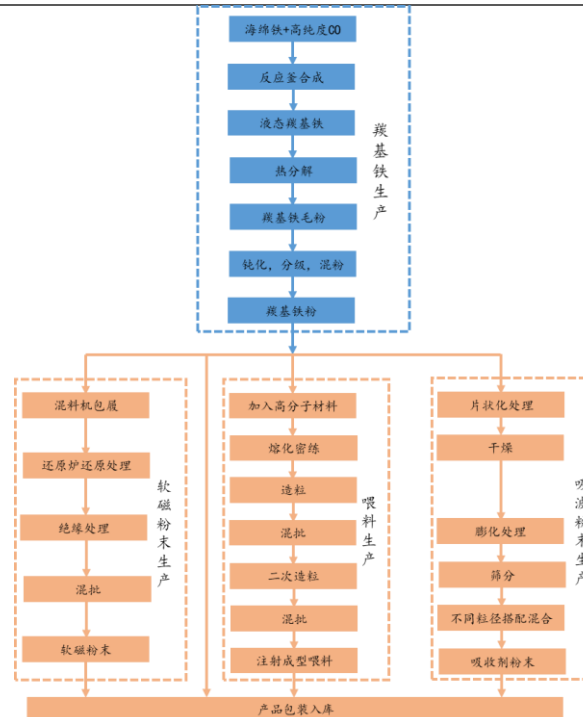 海绵铁+高纯度CO
反应釜合成
液态羰基铁
热分解
羰基铁毛粉
钝化，分级，混粉
羰基铁粉
羰基铁生产
混料机包履
还原炉还原处理
绝缘处理
混批
软磁粉末
软磁粉末生产
加入高分子材料
熔化密练
造粒
混批
二次造粒
混批
注射成型喂料
喂料生产
片状化处理
干燥
膨化处理
筛分
不同粒径搭配混合
吸收剂粉末
吸波粉末生产
产品包装入库